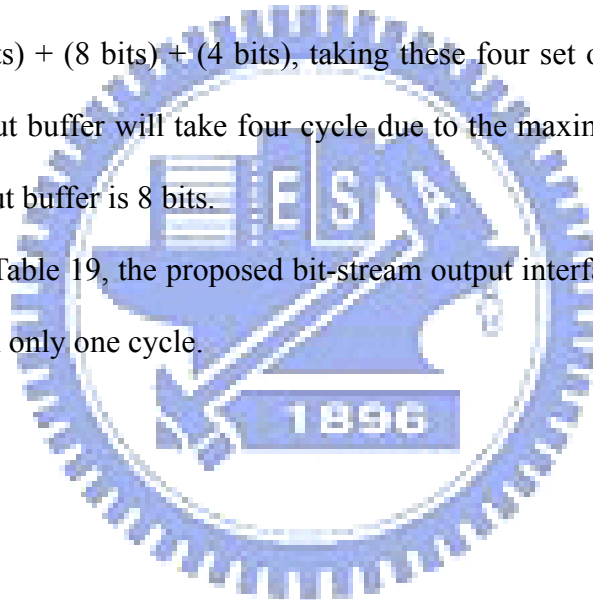 ts) + (8 bits) + (4 bits), taking these four set o
ut buffer will take four cycle due to the maxim
ut buffer is 8 bits.
Table 19, the proposed bit-stream output interfa
only one cycle.
ESA
1896